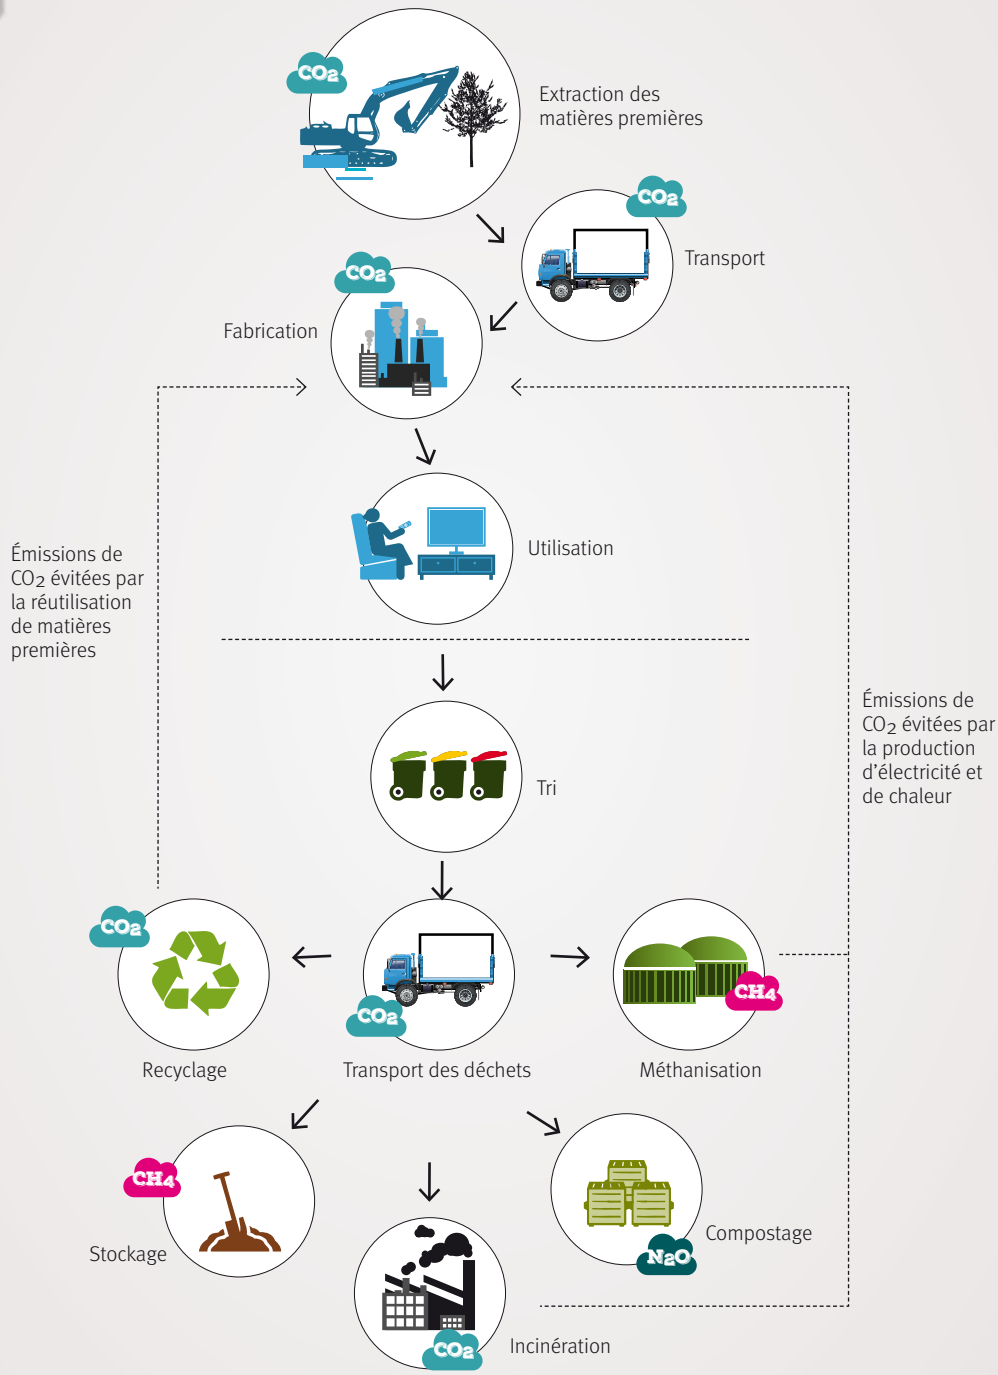 CO2
Extraction des
matières premières
CO2
Transport
CO2
Fabrication
Utilisation
Émissions de
CO2 évitées par
la réutilisation
de matières
premières
Émissions de
CO2 évitées par
la production
d'électricité et
de chaleur
Tri
CO2
Recyclage
CO2
Transport des déchets
CH4
Méthanisation
CH4
Stockage
CO2
Incinération
N2O
Compostage